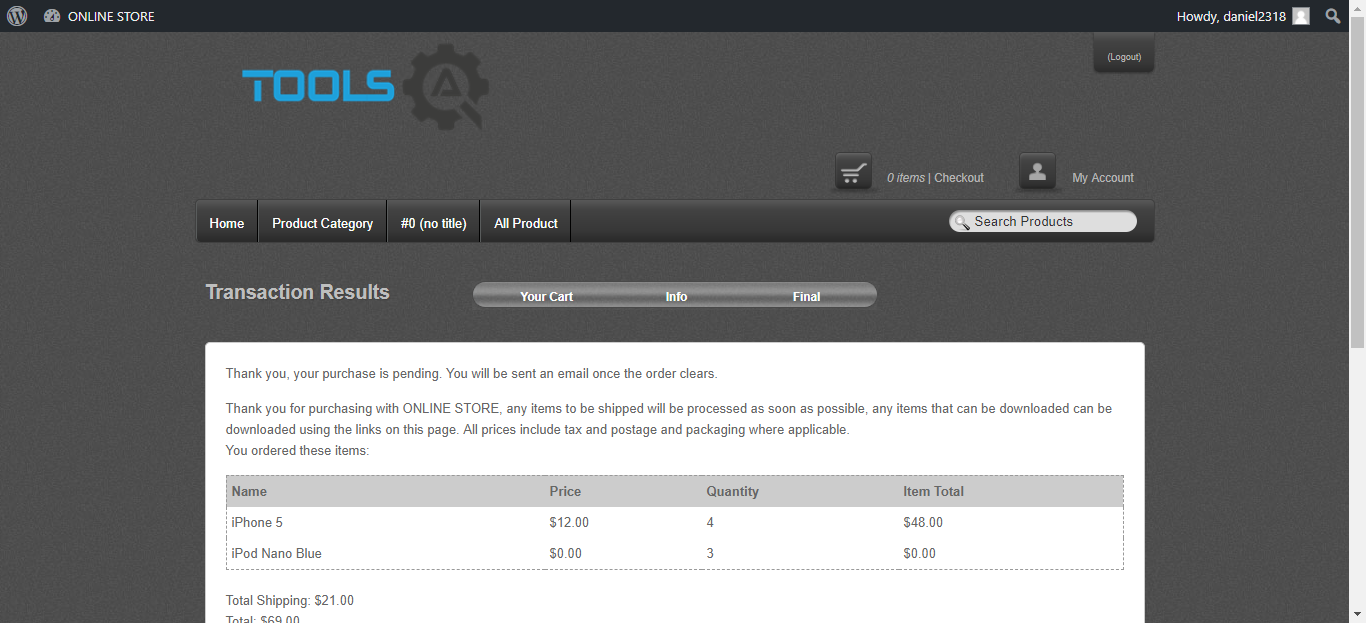 ONLINE STORE
Howdy, daniel2318
(Logout)
TOOLS
0 items | Checkout
My Account
Home
Product Category
#0 (no title)
All Product
Search Products
Transaction Results
Your Cart
Info
Final
Thank you, your purchase is pending. You will be sent an email once the order clears.
Thank you for purchasing with ONLINE STORE, any items to be shipped will be processed as soon as possible, any items that can be downloaded can be
downloaded using the links on this page. All prices include tax and postage and packaging where applicable.
You ordered these items:
Name Price Quantity Item Total
iPhone 5 $12.00 4 $48.00
iPod Nano Blue $0.00 3 $0.00
Total Shipping: $21.00
Total: $69.00